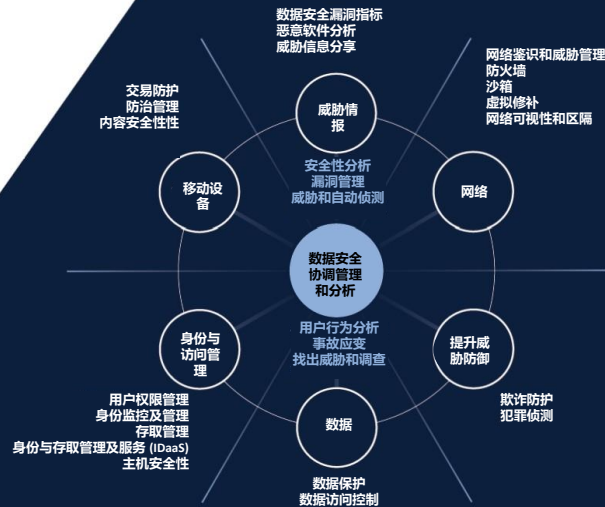 数据安全漏洞指标
恶意软件分析
威胁信息分享
网络鉴识和威胁管理
防火墙
沙箱
虚拟修补
网络可视性和区隔
交易防护
防治管理
内容安全性性
威胁情
报
安全性分析
漏洞管理
威胁和自动侦测
移动设
备
网络
数据安全
协调管理
和分析
用户行为分析
事故应变
找出威胁和调查
身份与
访问管
理
提升威
胁防御
用户权限管理
身份监控及管理
存取管理
身份与存取管理及服务 (IDaaS)
主机安全性
欺诈防护
犯罪侦测
数据
数据保护
数据访问控制